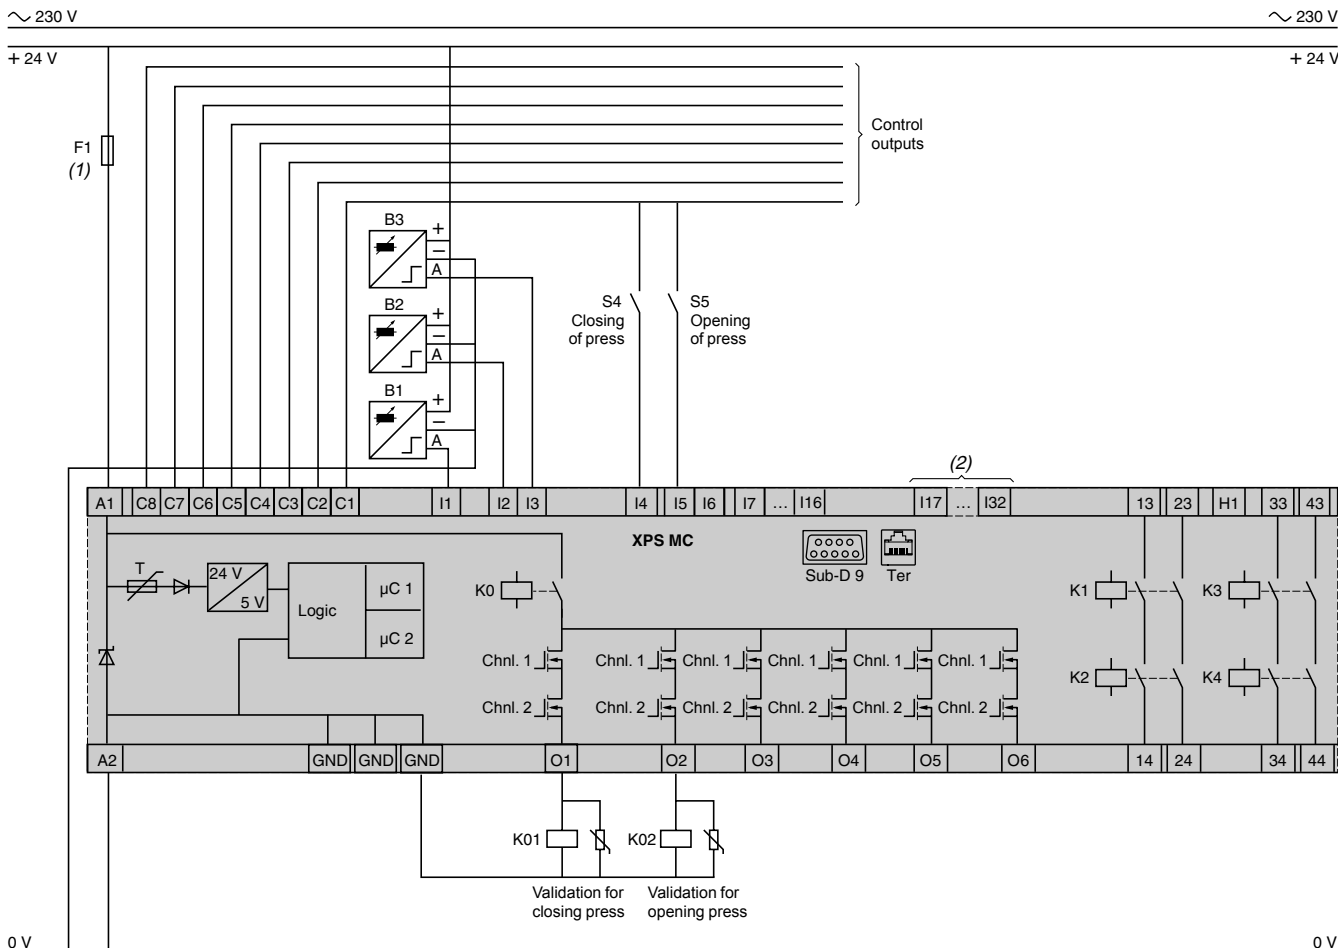 230 V 230 V
+ 24 V + 24 V
F1
(1)
Control
outputs
B3
+
−
A
B2
+
−
A
B1
+
−
A
S4
Closing
of press
S5
Opening
of press
(2)
A1 C8 C7 C6 C5 C4 C3 C2 C1 I1 I2 I3 I4 I5 I6 I7 ... I16 I17 ... I32 13 23 H1 33 43
XPS MC
Sub-D 9 Ter
T
24 V
5 V
Logic
µC 1
µC 2
K0
K1 K3
Chnl. 1 Chnl. 1 Chnl. 1 Chnl. 1 Chnl. 1 Chnl. 1
K2 K4
Chnl. 2 Chnl. 2 Chnl. 2 Chnl. 2 Chnl. 2 Chnl. 2
A2 GND GND GND O1 O2 O3 O4 O5 O6 14 24 34 44
K01 K02
Validation for
closing press
Validation for
opening press
0 V 0 V